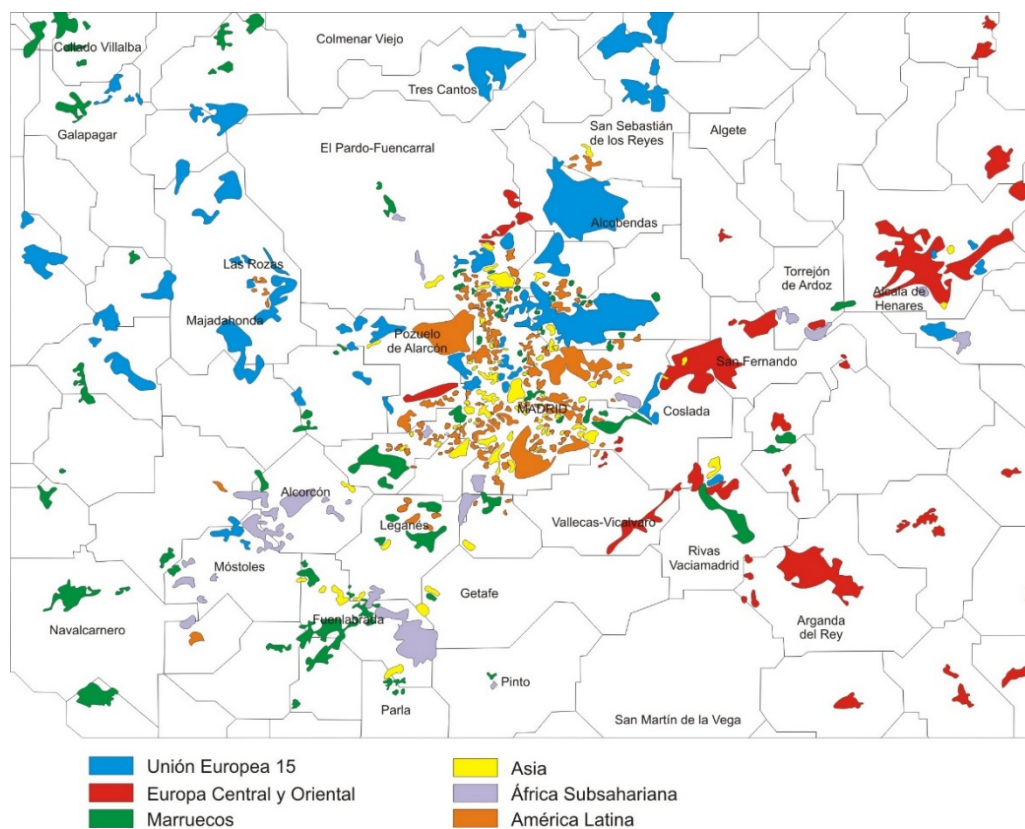 Collado Villalba
Colmenar Viejo
Tres Cantos
Galapagar
El Pardo-Fuencarral
San Sebastián
de los Reyes
Algete
Alcobendas
Las Rozas
Torrejón
de Ardoz
Alcalá de
Henares
Majadahonda
Pozuelo
de Alarcón
San Fernando
MADRID
Coslada
Alcorcón
Leganés
Vallecas-Vicalvaro
Rivas
Vaciamadrid
Móstoles
Getafe
Navalcarnero
Fuenlabrada
Arganda
del Rey
Pinto
Parla
San Martín de la Vega
Unión Europea 15
Europa Central y Oriental
Marruecos
Asia
África Subsahariana
América Latina